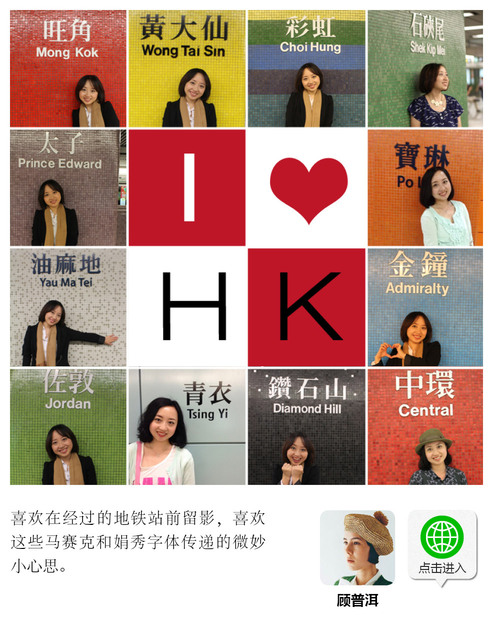 旺角
Mong Kok
黃大仙
Wong Tai Sin
彩虹
Choi Hung
石硤尾
Shek Kip Mei
太子
Prince Edward
I
寶琳
Po L
油麻地
Yau Ma Tei
H
K
金鐘
Admiralty
佐敦
Jordan
青衣
Tsing Yi
鑽石山
Diamond Hill
中環
Central
喜欢在经过的地铁站前留影，喜欢
这些马赛克和娟秀字体传递的微妙
小心思。
顾普洱
点击进入